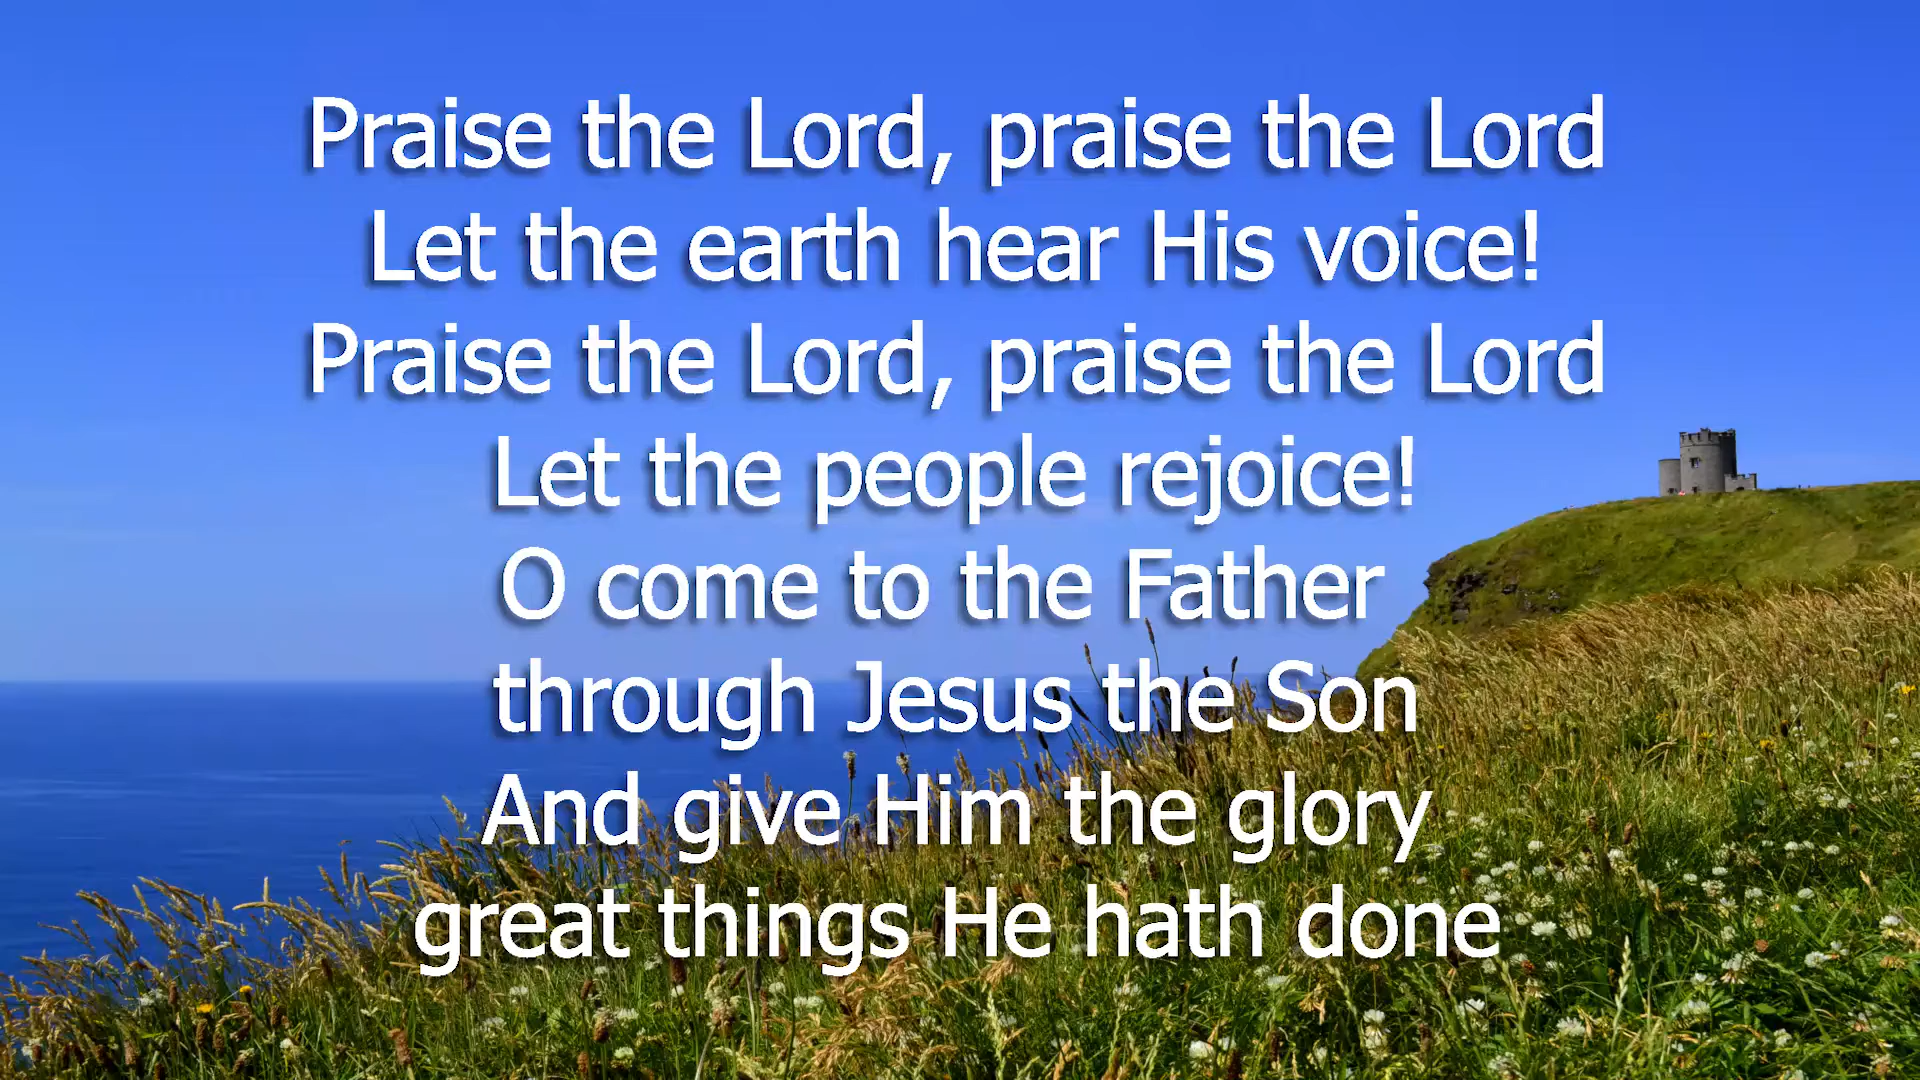 Praise the Lord, praise the Lord
Let the earth hear His voice!
Praise the Lord, praise the Lord
Let the people rejoice!
O come to the Father
through Jesus the Son
And give Him the glory
great things He hath done